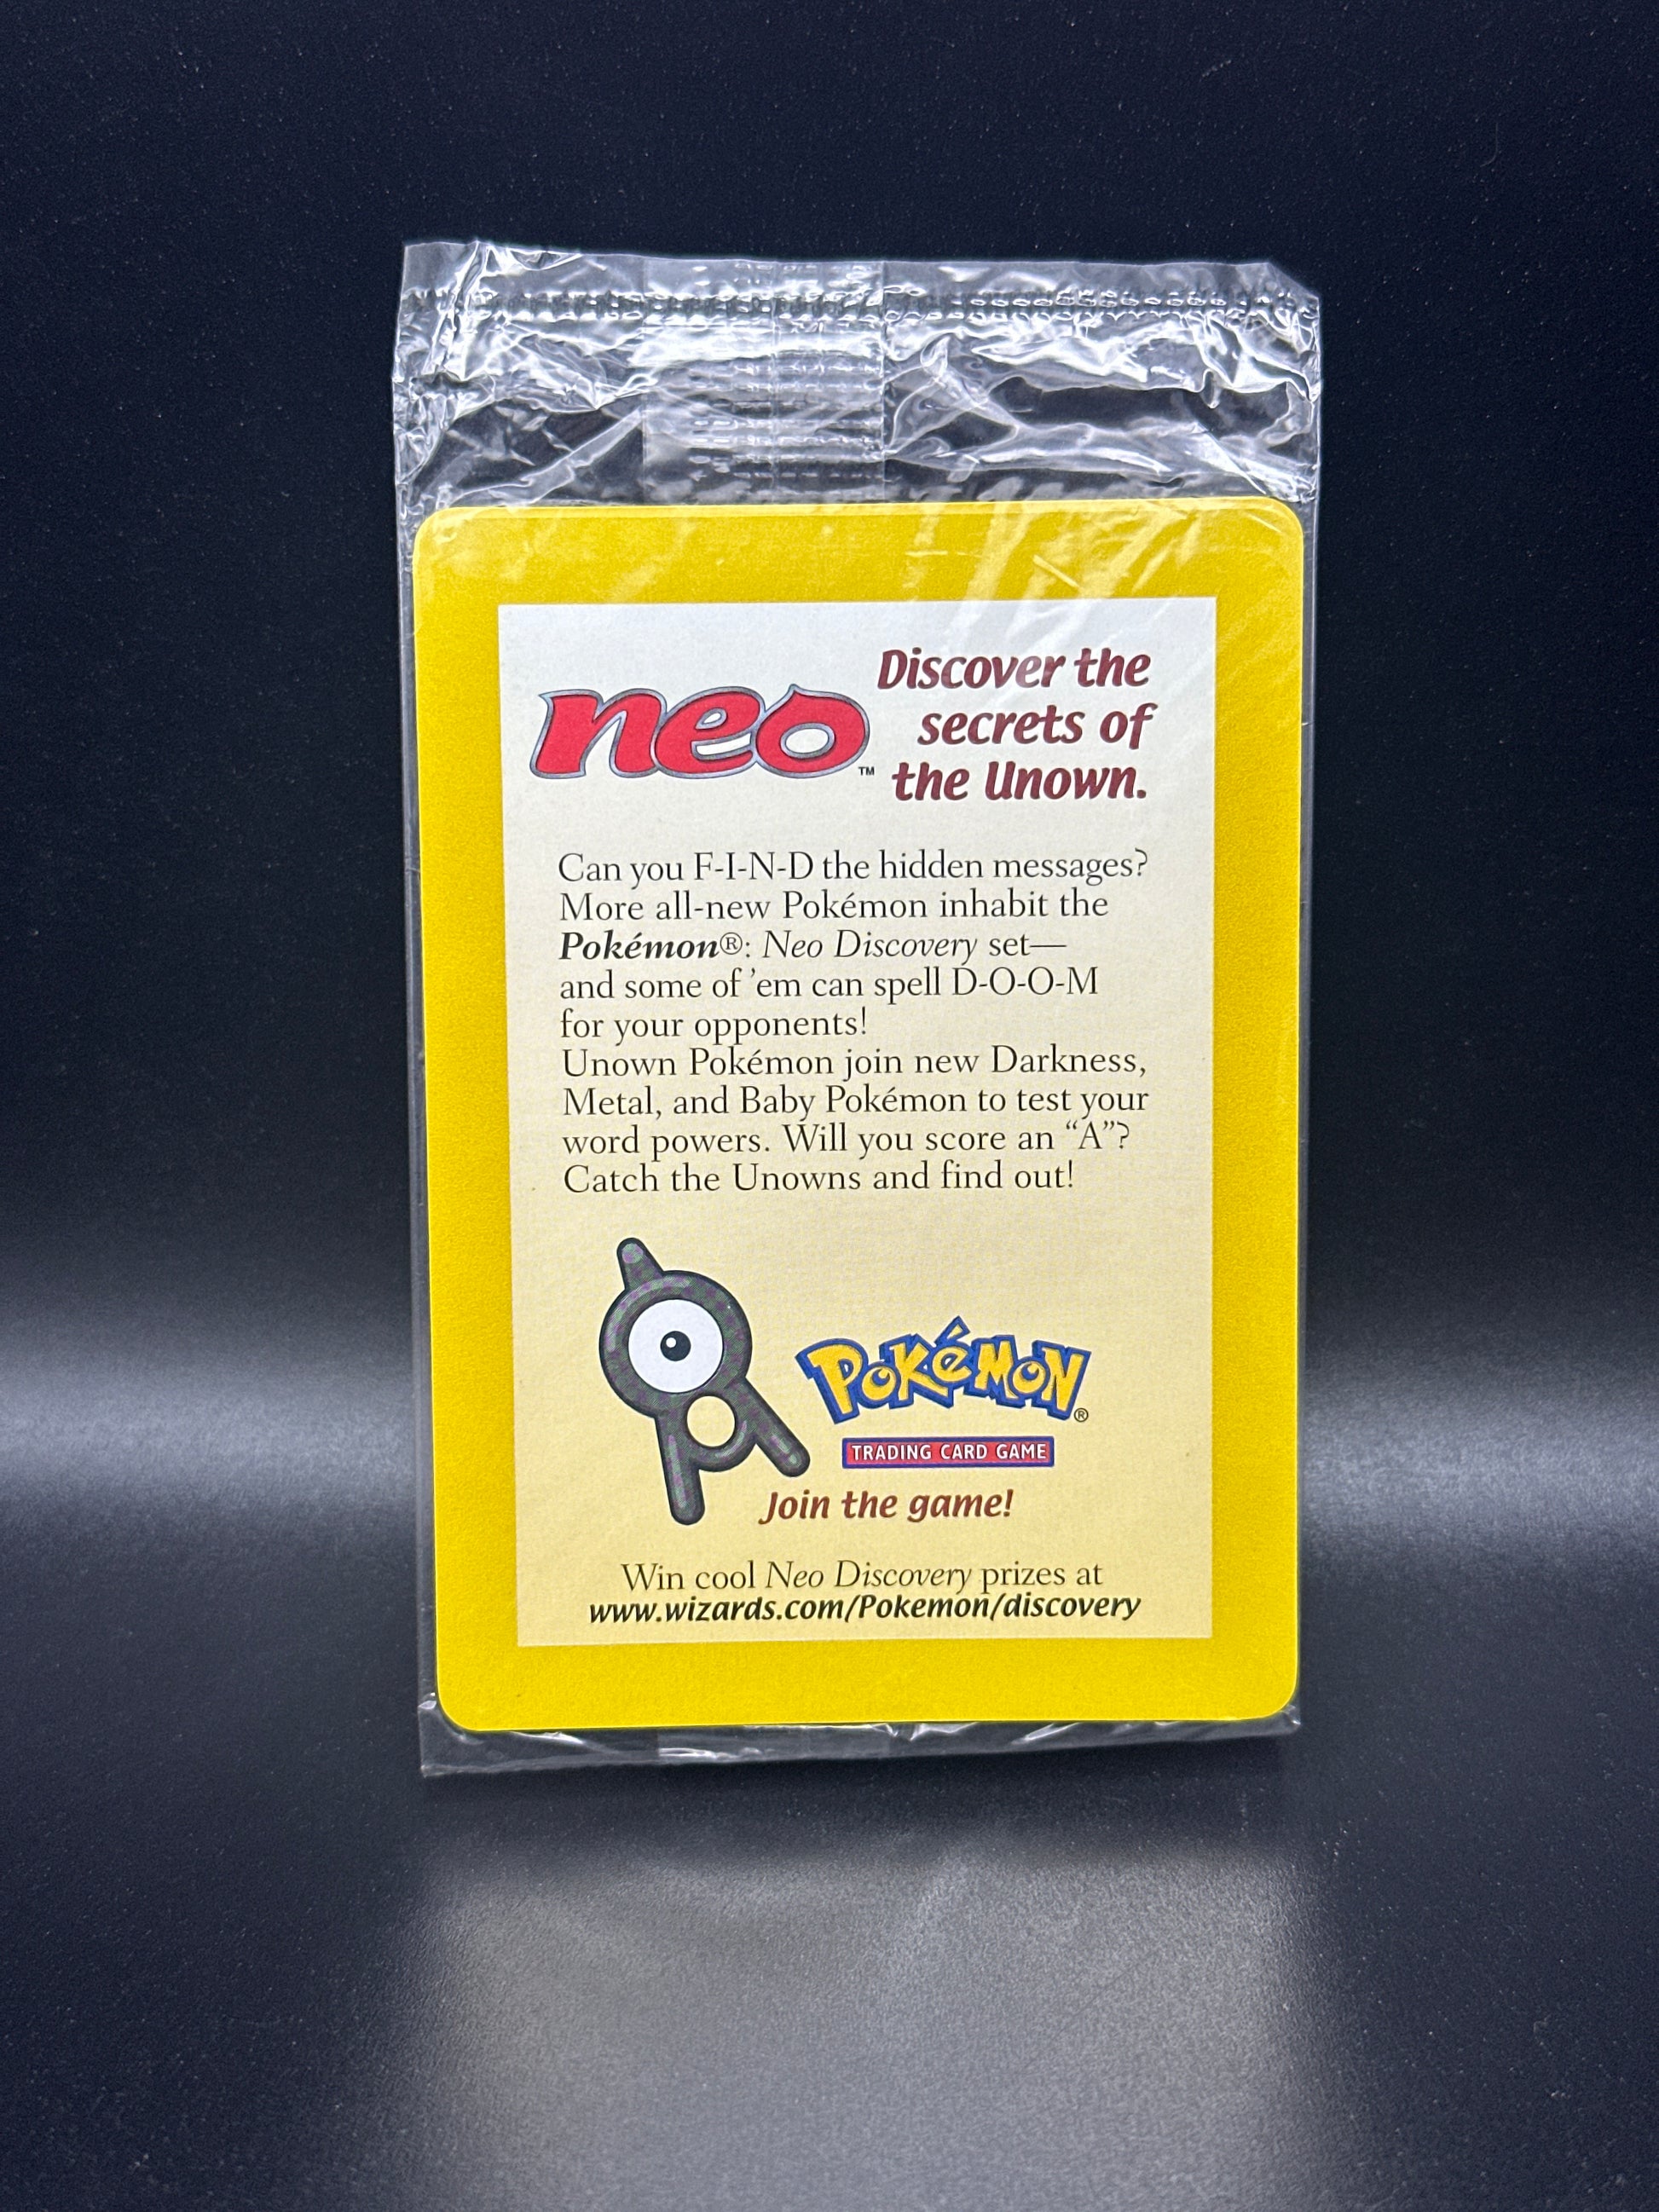 neo™
Discover the
secrets of
the Unown.
Can you F-I-N-D the hidden messages?
More all-new Pokémon inhabit the
Pokémon®: Neo Discovery set—
and some of ’em can spell D-O-O-M
for your opponents!
Unown Pokémon join new Darkness,
Metal, and Baby Pokémon to test your
word powers. Will you score an “A”?
Catch the Unowns and find out!
POKéMON®
TRADING CARD GAME
Join the game!
Win cool Neo Discovery prizes at
www.wizards.com/Pokemon/discovery